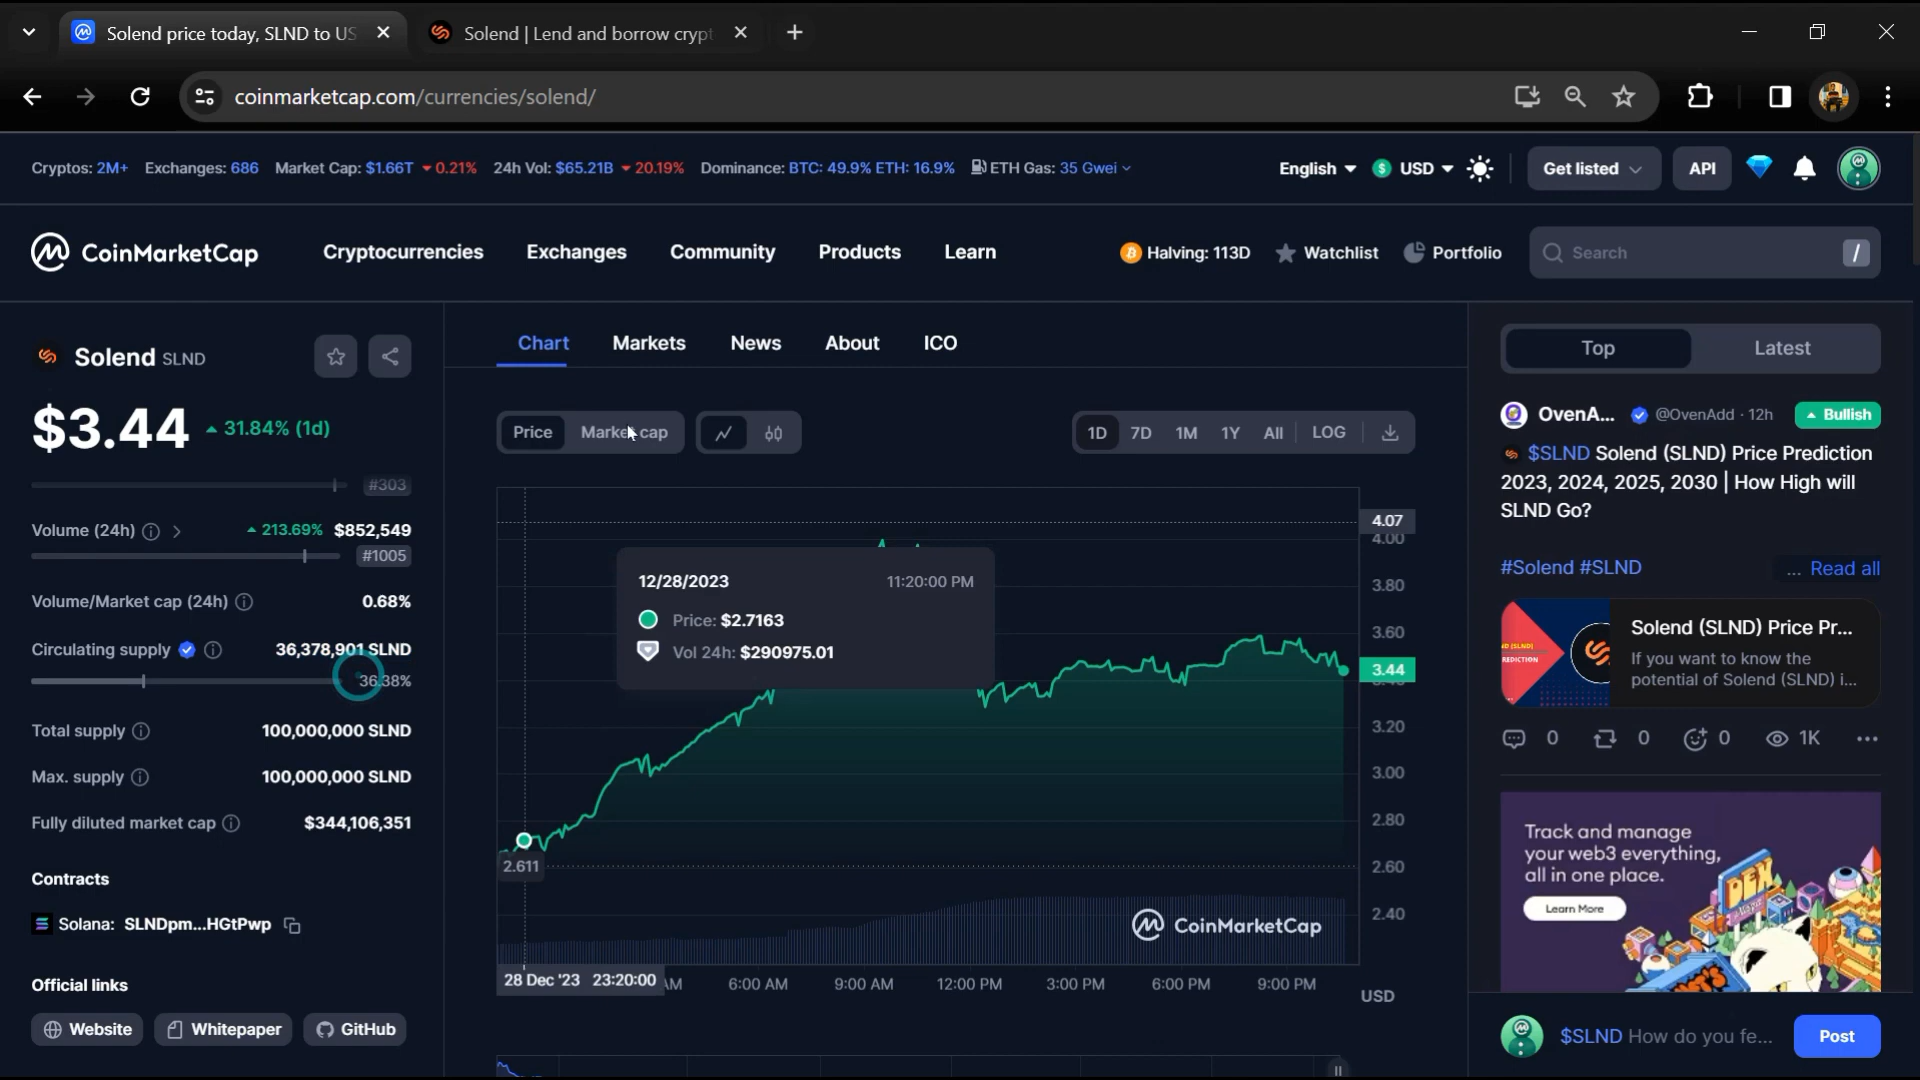 Solend price today, SLND to US
Solend | Lend and borrow crypt
coinmarketcap.com/currencies/solend/
Cryptos: 2M+ Exchanges: 686 Market Cap: $1.66T 0.21% 24h Vol: $65.21B 20.19% Dominance: BTC: 49.9% ETH: 16.9% ETH Gas: 35 Gwei
English USD Get listed API
CoinMarketCap Cryptocurrencies Exchanges Community Products Learn
Halving: 113D Watchlist Portfolio Search /
Solend SLND
$3.44 31.84% (1d)
#303
Volume (24h) 213.69% $852,549
#1005
Volume/Market cap (24h) 0.68%
Circulating supply 36,378,901 SLND
36.38%
Total supply 100,000,000 SLND
Max. supply 100,000,000 SLND
Fully diluted market cap $344,106,351
Contracts
Solana: SLNDpm...HGtPwp
Official links
Website Whitepaper GitHub
Chart Markets News About ICO
Price Market cap
1D 7D 1M 1Y All LOG
4.07
4.00
3.80
3.60
3.44
3.20
3.00
2.80
2.60
2.40
12/28/2023 11:20:00 PM
Price: $2.7163
Vol 24h: $290975.01
2.611
CoinMarketCap
28 Dec '23 23:20:00 AM 6:00 AM 9:00 AM 12:00 PM 3:00 PM 6:00 PM 9:00 PM
USD
Top Latest
OvenA... @OvenAdd · 12h Bullish
$SLND Solend (SLND) Price Prediction
2023, 2024, 2025, 2030 | How High will
SLND Go?
#Solend #SLND ... Read all
Solend (SLND) Price Pr...
If you want to know the
potential of Solend (SLND) i...
0 0 0 1K
Track and manage
your web3 everything,
all in one place.
Learn More
DEX
$SLND How do you fe... Post